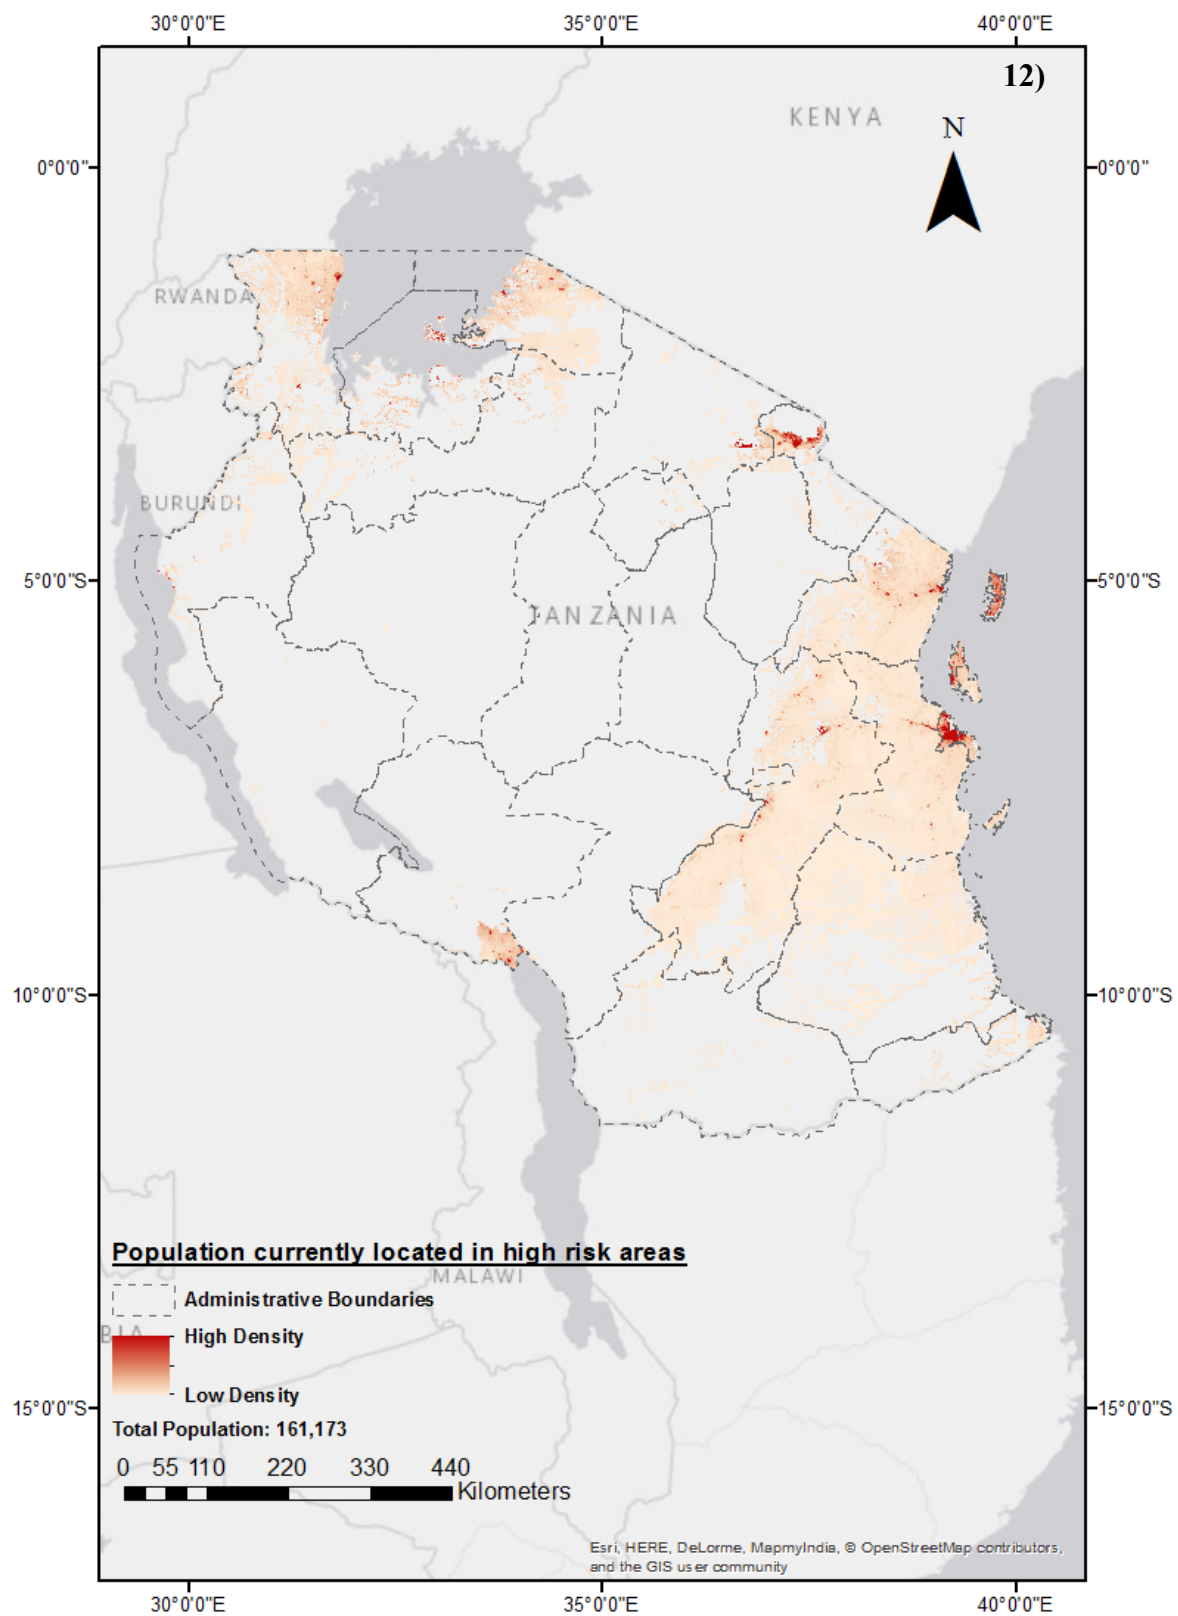 30°0'0"E 35°0'0"E 40°0'0"E
12)
KENYA
N
0°0'0" 0°0'0"
RWANDA
BURUNDI
5°0'0"S 5°0'0"S
TANZANIA
10°0'0"S 10°0'0"S
Population currently located in high risk areas
MALAWI
Administrative Boundaries
BIA
High Density
Low Density
15°0'0"S 15°0'0"S
Total Population: 161,173
0 55 110 220 330 440
Kilometers
Esri, HERE, DeLorme, MapmyIndia, © OpenStreetMap contributors,
and the GIS user community
30°0'0"E 35°0'0"E 40°0'0"E